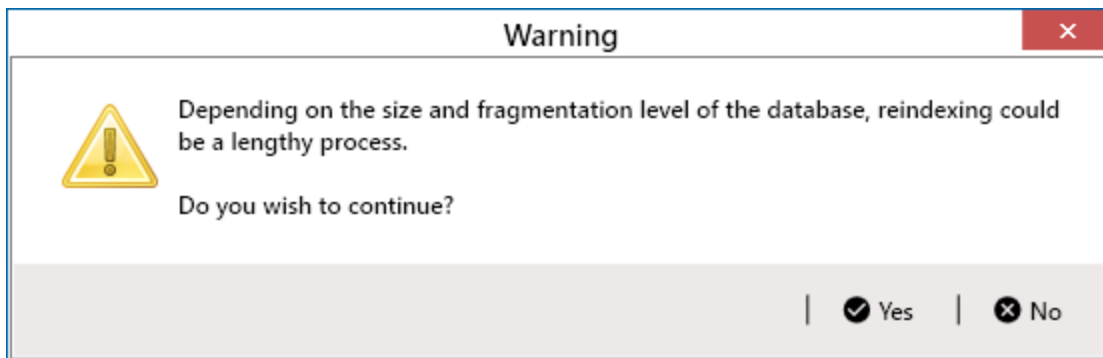 Warning
Depending on the size and fragmentation level of the database, reindexing could
be a lengthy process.
Do you wish to continue?
Yes
No